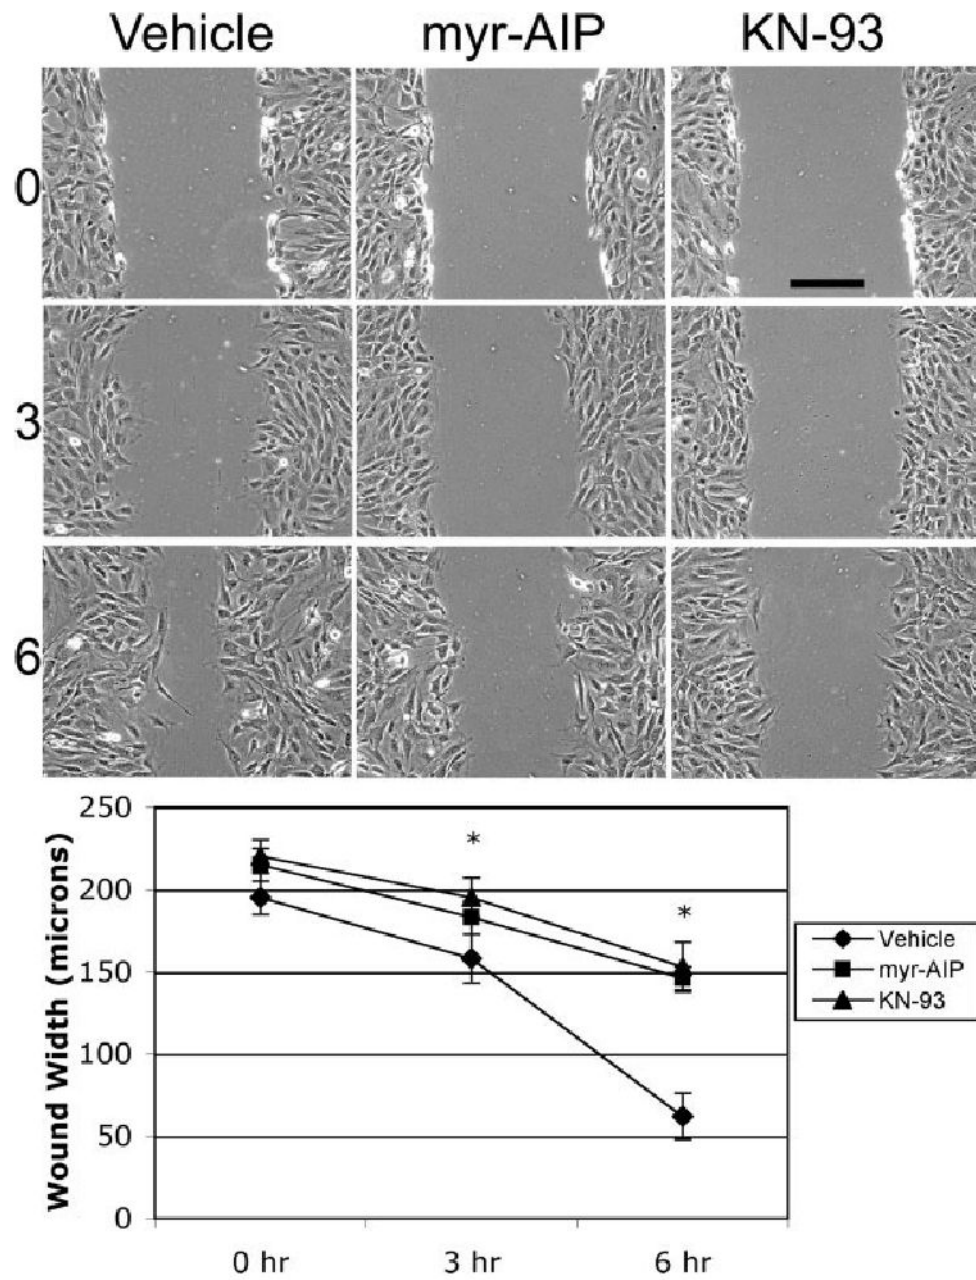 Vehicle myr-AIP KN-93
0
3
6
250
200
150
100
50
0
Wound Width (microns)
*
*
0 hr 3 hr 6 hr
Vehicle
myr-AIP
KN-93